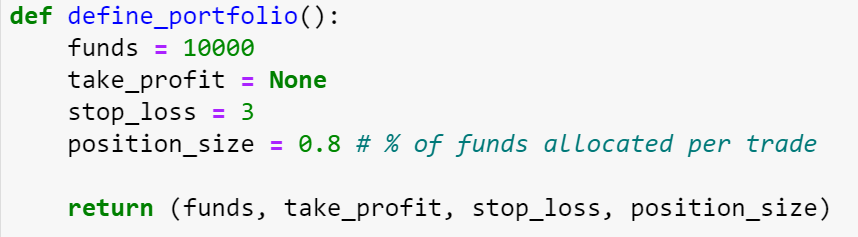 def define_portfolio():
    funds = 10000
    take_profit = None
    stop_loss = 3
    position_size = 0.8 # % of funds allocated per trade
    return (funds, take_profit, stop_loss, position_size)